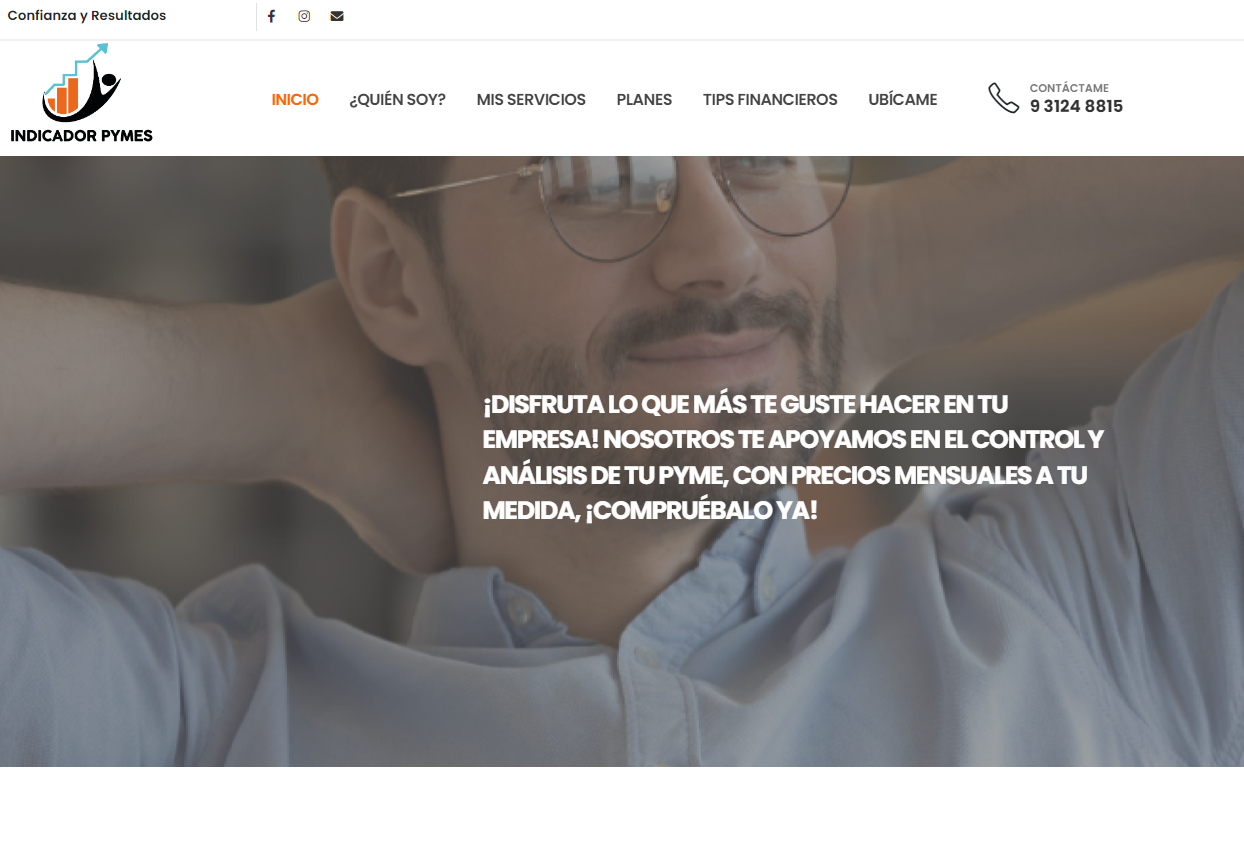 Confianza y Resultados
INDICADOR PYMES
INICIO
¿QUIÉN SOY?
MIS SERVICIOS
PLANES
TIPS FINANCIEROS
UBÍCAME
CONTÁCTAME
9 3124 8815
¡DISFRUTA LO QUE MÁS TE GUSTE HACER EN TU
EMPRESA! NOSOTROS TE APOYAMOS EN EL CONTROL Y
ANÁLISIS DE TU PYME, CON PRECIOS MENSUALES A TU
MEDIDA, ¡COMPRUÉBALO YA!